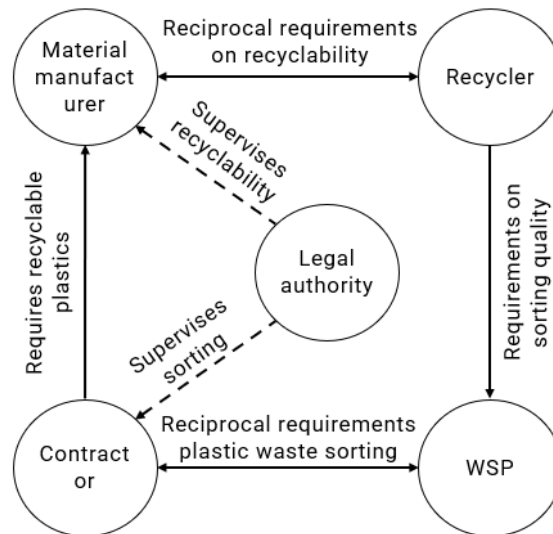 Material
manufact
urer
Reciprocal requirements
on recyclability
Recycler
Supervises
recyclability
Requires recyclable
plastics
Legal
authority
Requirements on
sorting quality
Supervises
sorting
Contract
or
Reciprocal requirements
plastic waste sorting
WSP